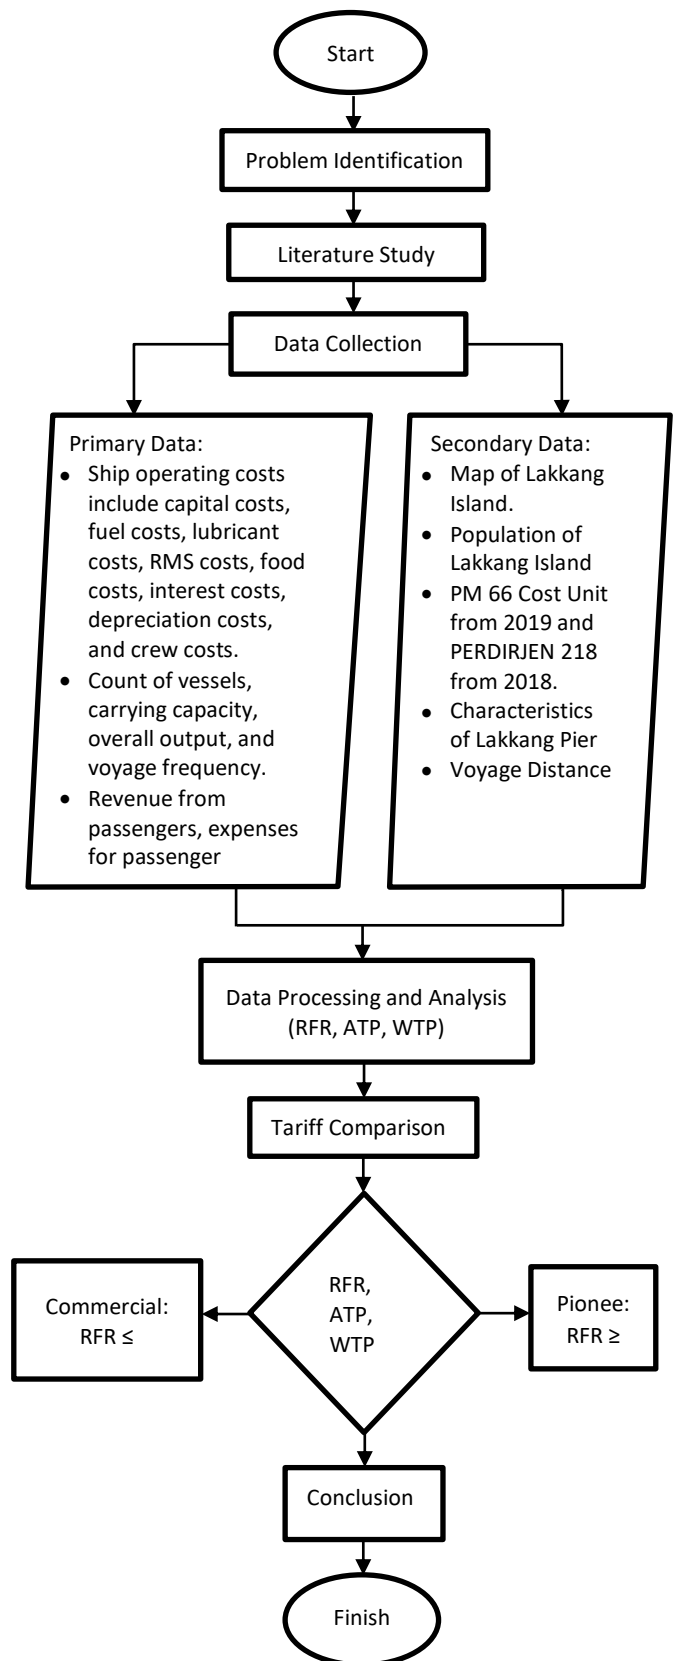 Start
Problem Identification
Literature Study
Data Collection
Primary Data:
• Ship operating costs
include capital costs,
fuel costs, lubricant
costs, RMS costs, food
costs, interest costs,
depreciation costs,
and crew costs.
• Count of vessels,
carrying capacity,
overall output, and
voyage frequency.
• Revenue from
passengers, expenses
for passenger
Secondary Data:
• Map of Lakkang
Island.
• Population of
Lakkang Island
• PM 66 Cost Unit
from 2019 and
PERDIRJEN 218
from 2018.
• Characteristics
of Lakkang Pier
• Voyage Distance
Data Processing and Analysis
(RFR, ATP, WTP)
Tariff Comparison
Commercial:
RFR ≤
RFR,
ATP,
WTP
Pionee:
RFR ≥
Conclusion
Finish